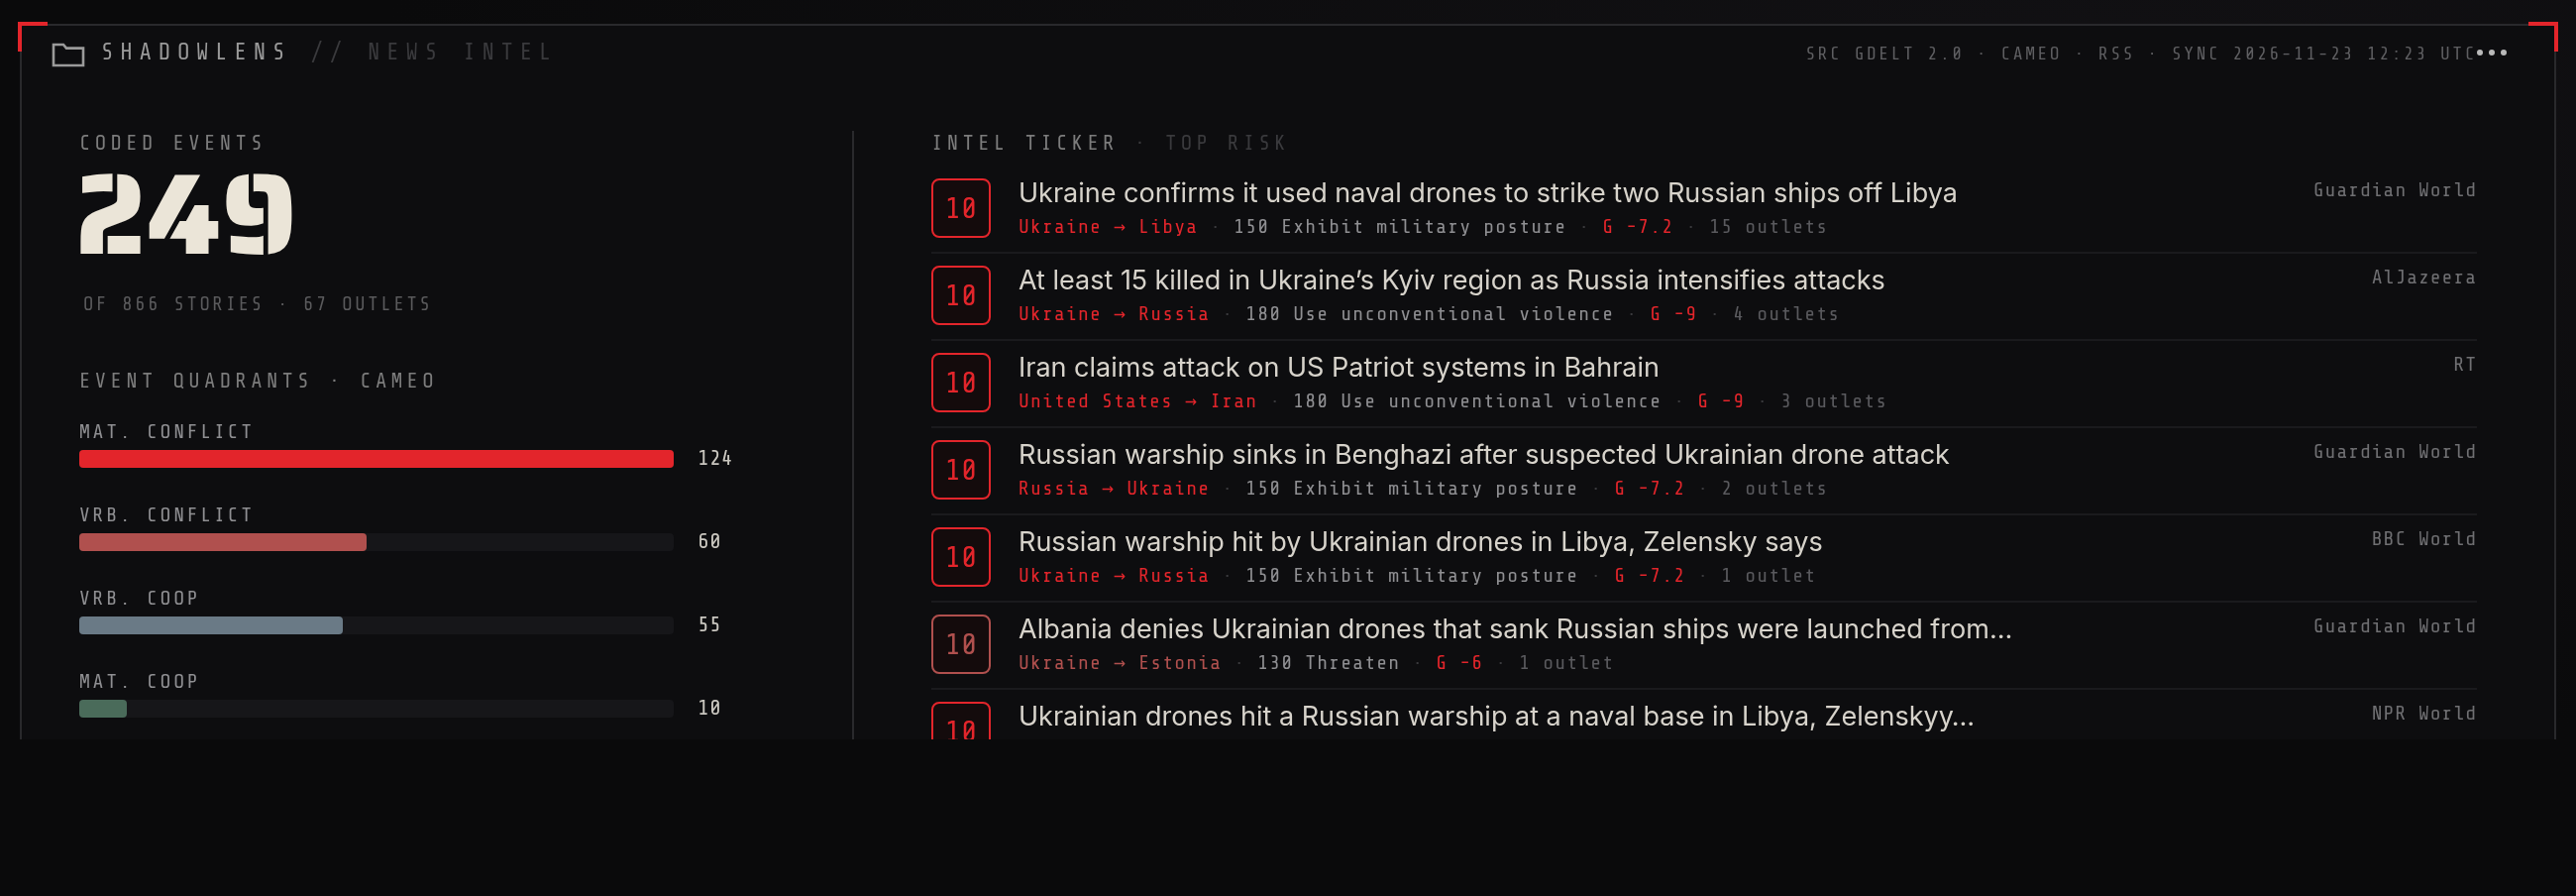 SHADOWLENS // NEWS INTEL
SRC GDELT 2.0 · CAMEO · RSS · SYNC 2026-11-23 12:23 UTC
CODED EVENTS
249
OF 866 STORIES · 67 OUTLETS
EVENT QUADRANTS · CAMEO
MAT. CONFLICT
124
VRB. CONFLICT
60
VRB. COOP
55
MAT. COOP
10
INTEL TICKER · TOP RISK
10
Ukraine confirms it used naval drones to strike two Russian ships off Libya
Guardian World
Ukraine → Libya · 150 Exhibit military posture · G -7.2 · 15 outlets
10
At least 15 killed in Ukraine’s Kyiv region as Russia intensifies attacks
AlJazeera
Ukraine → Russia · 180 Use unconventional violence · G -9 · 4 outlets
10
Iran claims attack on US Patriot systems in Bahrain
RT
United States → Iran · 180 Use unconventional violence · G -9 · 3 outlets
10
Russian warship sinks in Benghazi after suspected Ukrainian drone attack
Guardian World
Russia → Ukraine · 150 Exhibit military posture · G -7.2 · 2 outlets
10
Russian warship hit by Ukrainian drones in Libya, Zelensky says
BBC World
Ukraine → Russia · 150 Exhibit military posture · G -7.2 · 1 outlet
10
Albania denies Ukrainian drones that sank Russian ships were launched from…
Guardian World
Ukraine → Estonia · 130 Threaten · G -6 · 1 outlet
10
Ukrainian drones hit a Russian warship at a naval base in Libya, Zelenskyy…
NPR World